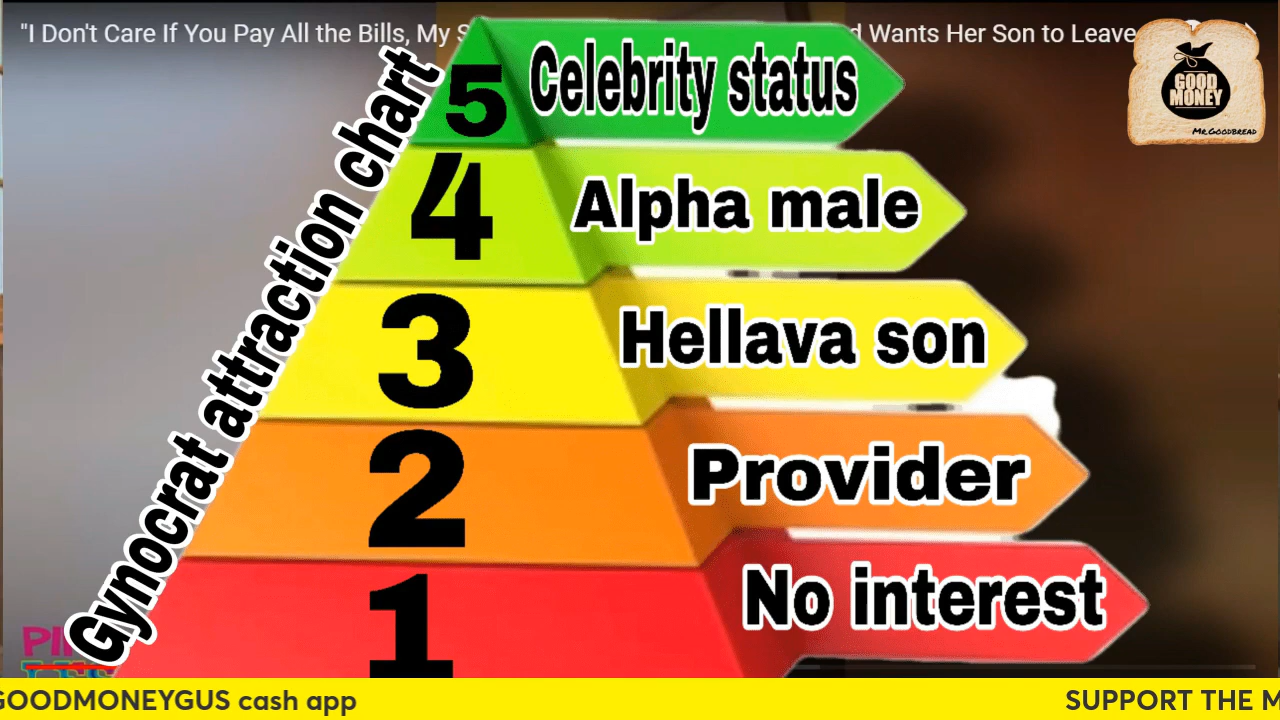 "I Don't Care If You Pay All the Bills, My
Wants Her Son to Leave
GOOD
MONEY
MR.GOODBREAD
Gynocrat attraction chart
5 Celebrity status
4 Alpha male
3 Hellava son
2 Provider
1 No interest
GOODMONEYGUS cash app
SUPPORT THE